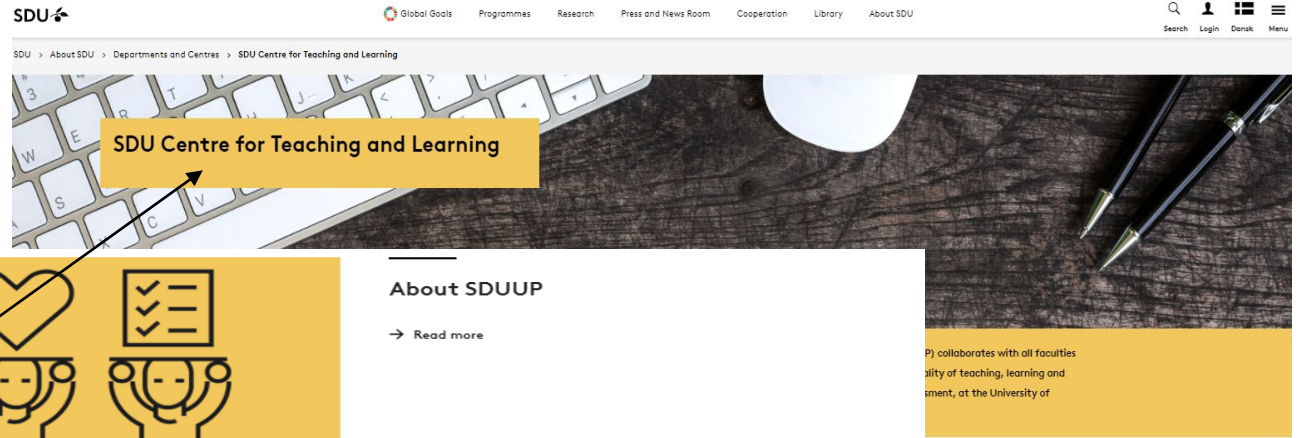 SDU
Global Goals Programmes Research Press and News Room Cooperation Library About SDU
Search Login Dansk Menu
SDU > About SDU > Departments and Centres > SDU Centre for Teaching and Learning
SDU Centre for Teaching and Learning
About SDUUP
→ Read more
P) collaborates with all faculties
ality of teaching, learning and
sment, at the University of